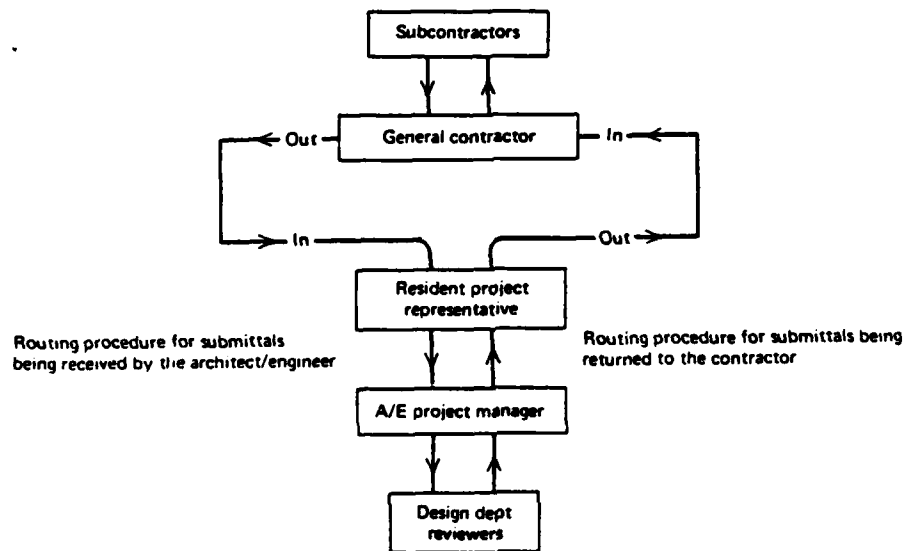 Subcontractors
Out
General contractor
In
In
Out
Resident project
representative
Routing procedure for submittals
being received by the architect/engineer
Routing procedure for submittals being
returned to the contractor
A/E project manager
Design dept
reviewers